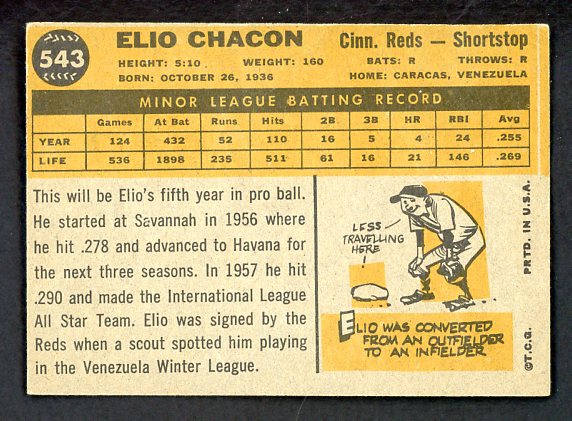 543
ELIO CHACON
Cinn. Reds — Shortstop
HEIGHT: 5:10 WEIGHT: 160 BATS: R THROWS: R
BORN: OCTOBER 26, 1936 HOME: CARACAS, VENEZUELA
MINOR LEAGUE BATTING RECORD
Games At Bat Runs Hits 2B 3B HR RBI Avg
YEAR 124 432 52 110 16 5 4 24 .255
LIFE 536 1898 235 511 61 16 21 146 .269
This will be Elio's fifth year in pro ball.
He started at Savannah in 1956 where
he hit .278 and advanced to Havana for
the next three seasons. In 1957 he hit
.290 and made the International League
All Star Team. Elio was signed by the
Reds when a scout spotted him playing
in the Venezuela Winter League.
LESS
TRAVELLING
HERE
ELIO WAS CONVERTED
FROM AN OUTFIELDER
TO AN INFIELDER
©T.C.G. PRTD. IN U.S.A.